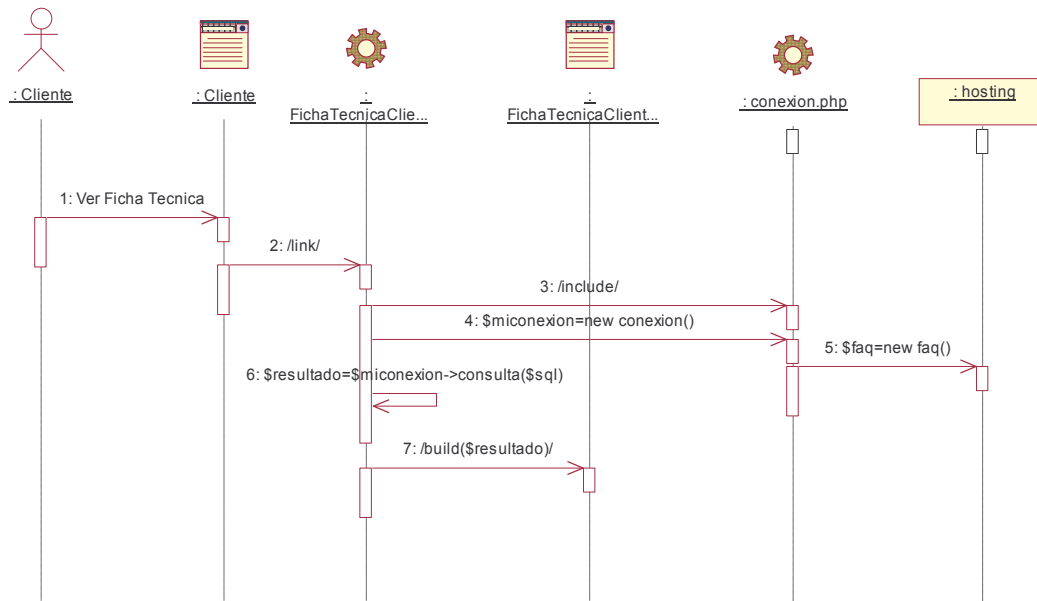 : Cliente
: Cliente
:
FichaTecnicaClie...
:
FichaTecnicaClient...
: conexion.php
: hosting
1: Ver Ficha Tecnica
2: /link/
3: /include/
4: $miconexion=new conexion()
5: $faq=new faq()
6: $resultado=$miconexion->consulta($sql)
7: /build($resultado)/